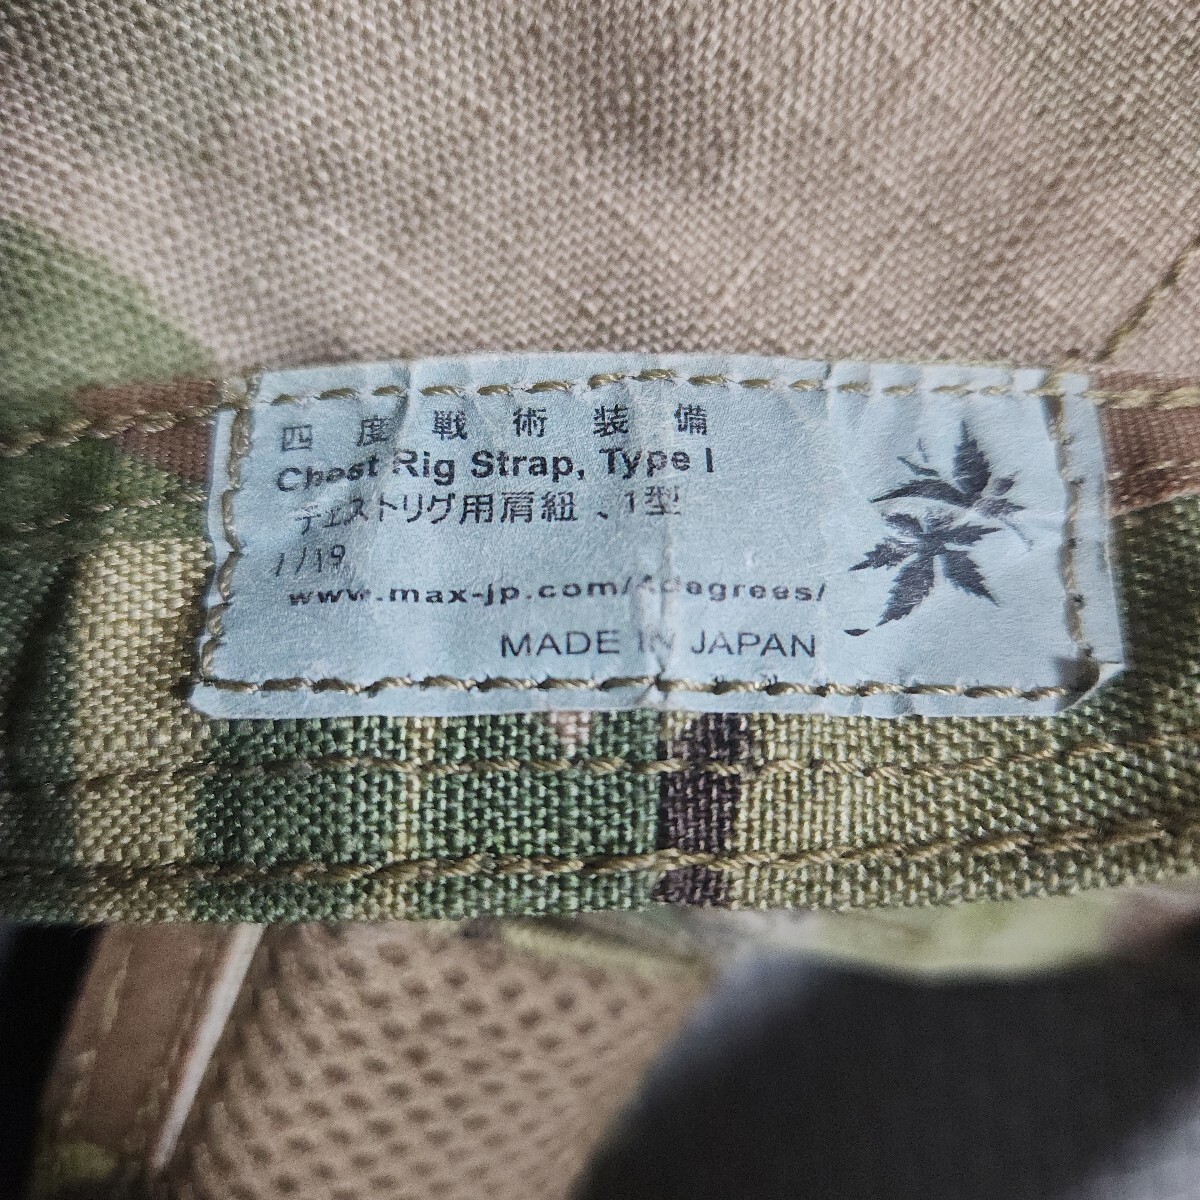 四度戦術装備
Chest Rig Strap, Type I
チェストリグ用肩紐、1型
1/19
www.max-jp.com/4degrees/
MADE IN JAPAN